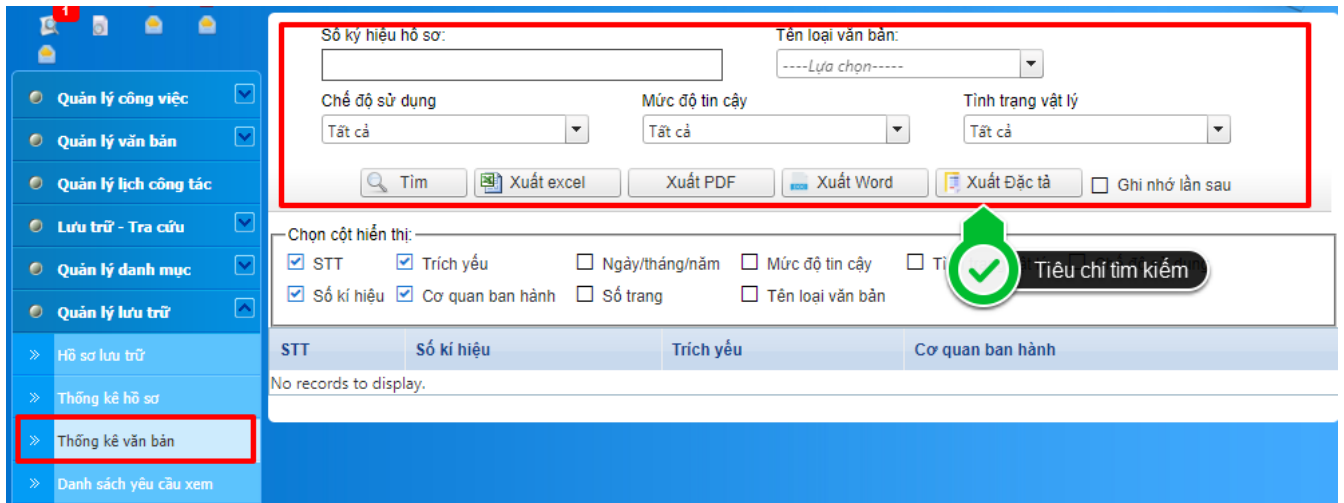 1
Quản lý công việc
Quản lý văn bản
Quản lý lịch công tác
Lưu trữ - Tra cứu
Quản lý danh mục
Quản lý lưu trữ
Hồ sơ lưu trữ
Thống kê hồ sơ
Thống kê văn bản
Danh sách yêu cầu xem
Số ký hiệu hồ sơ: Tên loại văn bản:
----Lựa chọn-----
Chế độ sử dụng Mức độ tin cậy Tình trạng vật lý
Tất cả Tất cả Tất cả
Tìm Xuất excel Xuất PDF Xuất Word Xuất Đặc tả Ghi nhớ lần sau
Chọn cột hiển thị:
STT Trích yếu Ngày/tháng/năm Mức độ tin cậy
Tiêu chí tìm kiếm
Số kí hiệu Cơ quan ban hành Số trang Tên loại văn bản
STT Số kí hiệu Trích yếu Cơ quan ban hành
No records to display.